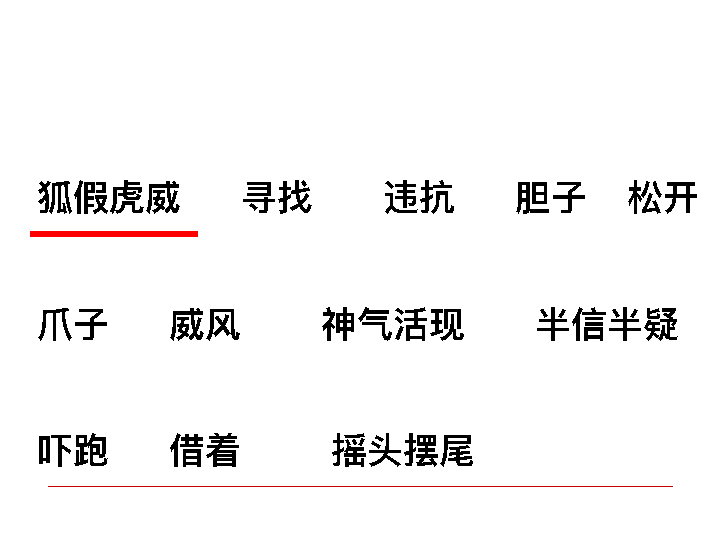 狐假虎威 寻找 违抗 胆子 松开
爪子 威风 神气活现 半信半疑
吓跑 借着 摇头摆尾